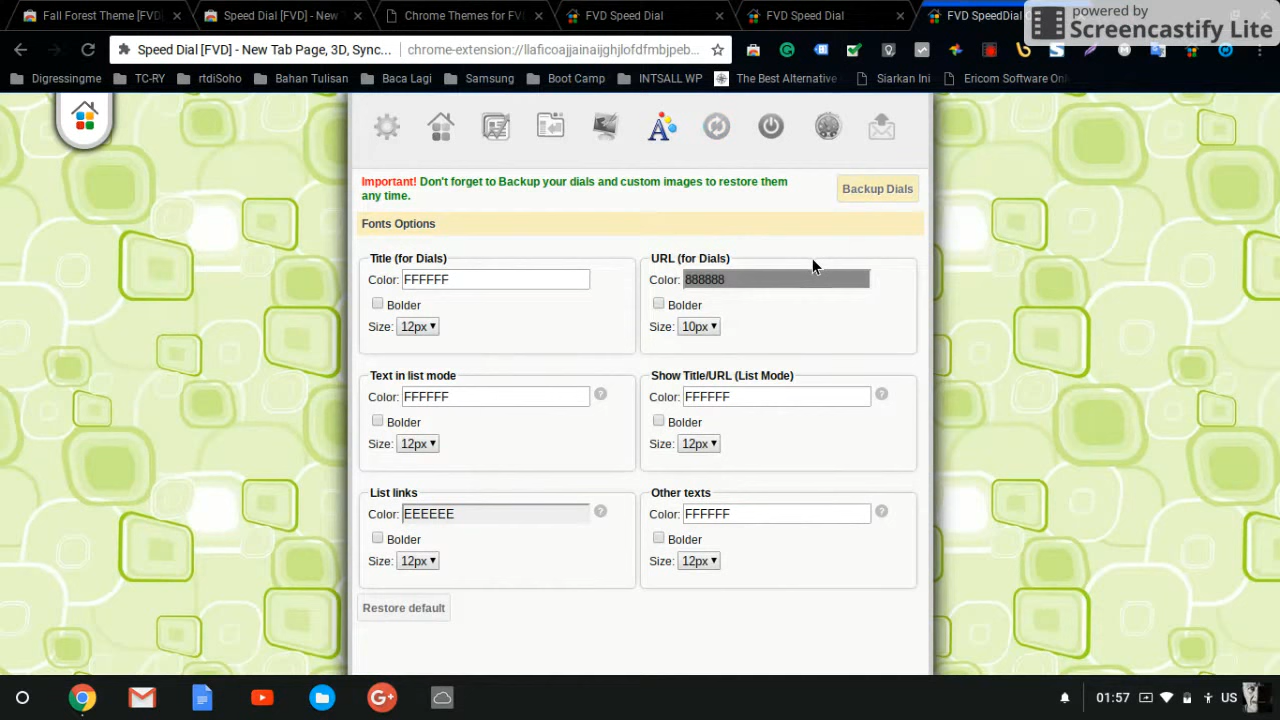 Fall Forest Theme [FVD]
Speed Dial [FVD] - New
Chrome Themes for FV
FVD Speed Dial
FVD Speed Dial
FVD SpeedDial
powered by
Screencastify Lite
Speed Dial [FVD] - New Tab Page, 3D, Sync...
chrome-extension://llaficoajjainaijghjlofdfmbjpeb...
Digressingme
TC-RY
rtdiSoho
Bahan Tulisan
Baca Lagi
Samsung
Boot Camp
INTSALL WP
The Best Alternative
Siarkan Ini
Ericom Software Onl
Important! Don't forget to Backup your dials and custom images to restore them
any time.
Backup Dials
Fonts Options
Title (for Dials)
Color: FFFFFF
Bolder
Size: 12px
URL (for Dials)
Color: 888888
Bolder
Size: 10px
Text in list mode
Color: FFFFFF
Bolder
Size: 12px
Show Title/URL (List Mode)
Color: FFFFFF
Bolder
Size: 12px
List links
Color: EEEEEE
Bolder
Size: 12px
Other texts
Color: FFFFFF
Bolder
Size: 12px
Restore default
01:57
US